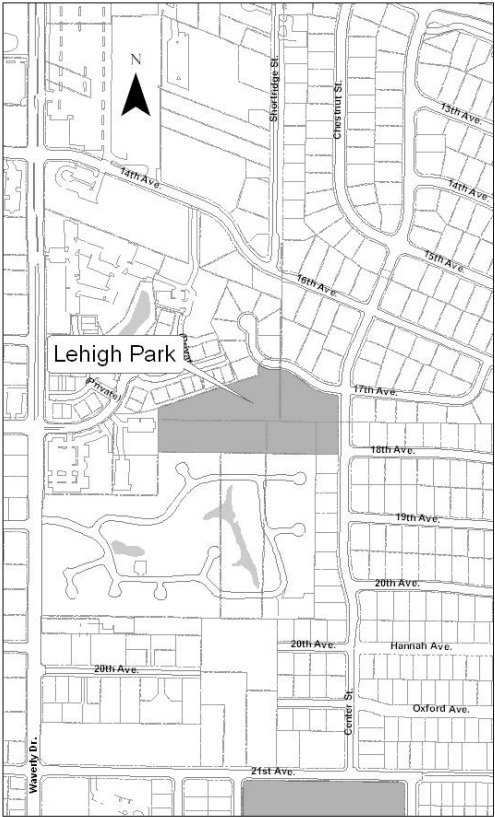 N
Shortridge St.
Chestnut St.
13th Ave.
14th Ave.
14th Ave.
15th Ave.
16th Ave.
Lehigh Park
(Private)
17th Ave.
18th Ave.
19th Ave.
20th Ave.
20th Ave.
Hannah Ave.
20th Ave.
Center St.
Oxford Ave.
Waverly Dr.
21st Ave.